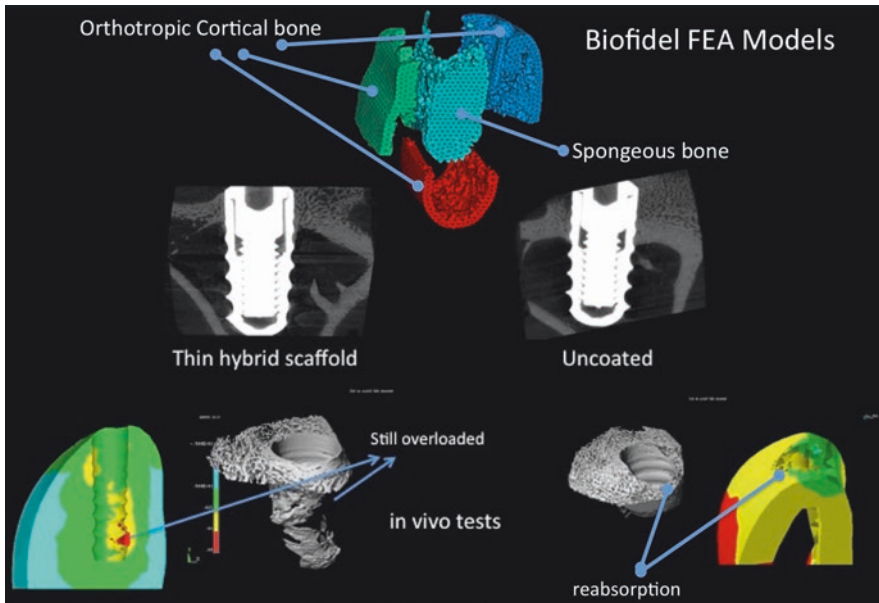 Orthotropic Cortical bone
Biofidel FEA Models
Spongeous bone
Thin hybrid scaffold
Uncoated
Still overloaded
in vivo tests
reabsorption